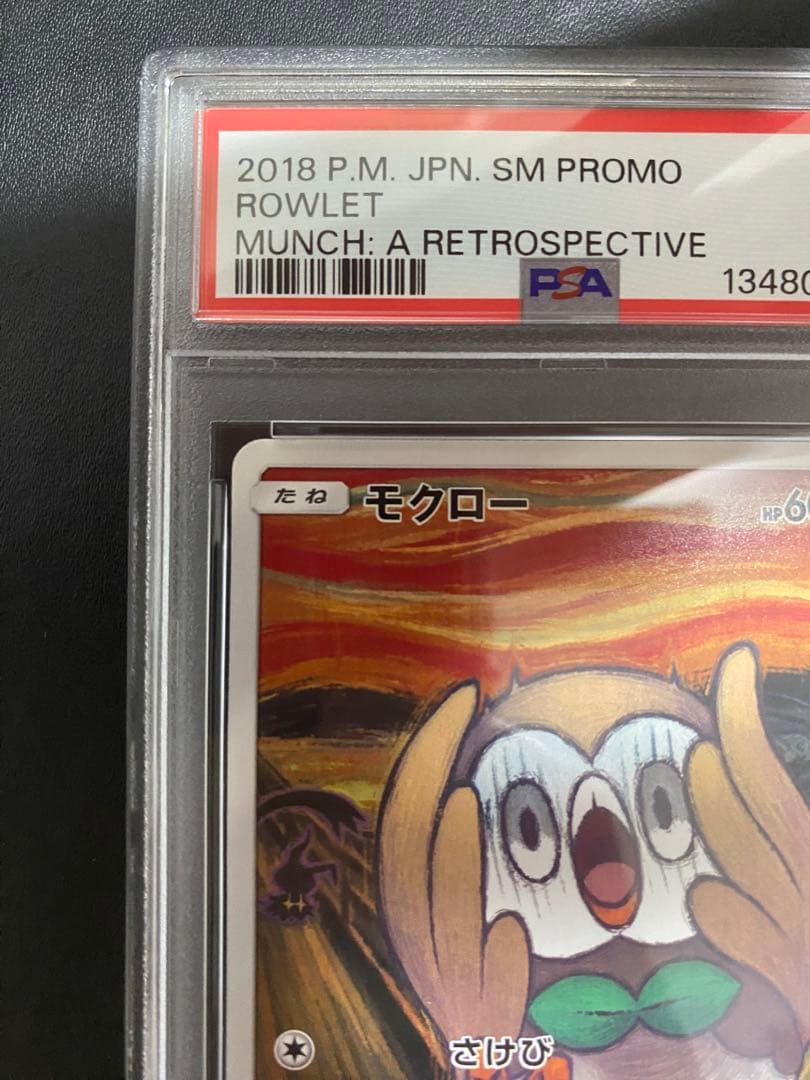 2018 P.M. JPN. SM PROMO
ROWLET
MUNCH: A RETROSPECTIVE
PSA
13480
たね モクロー HP 60
さけび